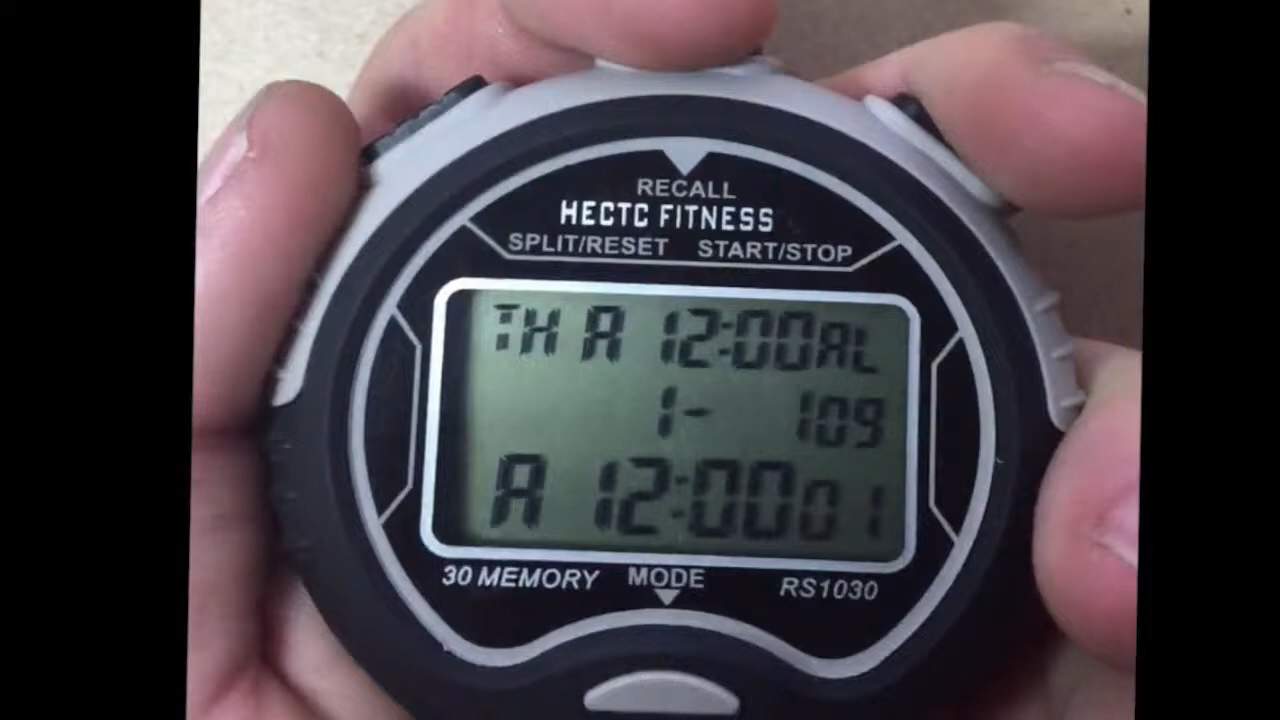 RECALL
HECTC FITNESS
SPLIT/RESET START/STOP
TH A 12:00AL
1- 109
A 12:0001
30 MEMORY MODE RS1030